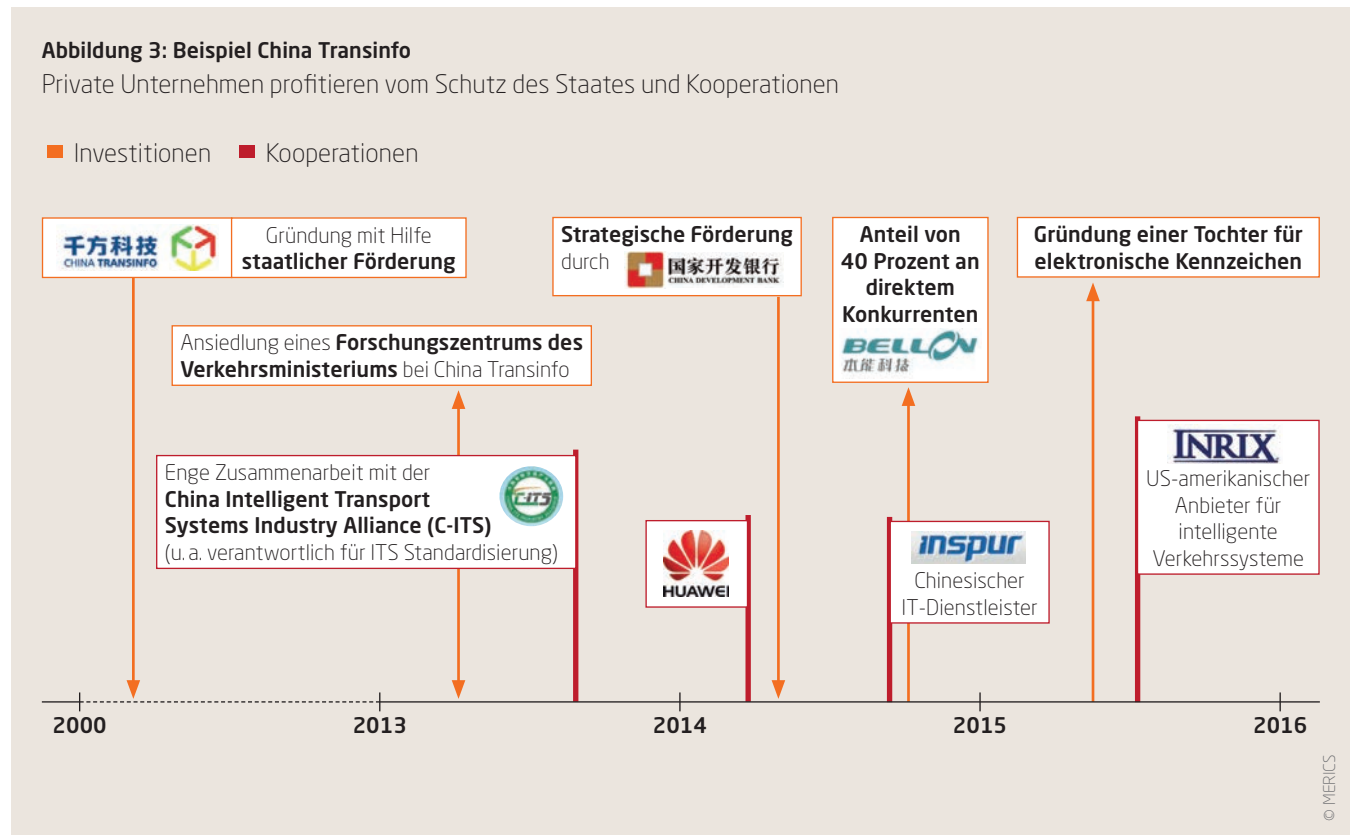 Abbildung 3: Beispiel China Transinfo
Private Unternehmen profitieren vom Schutz des Staates und Kooperationen
Investitionen
Kooperationen
千方科技
CHINA TRANSINFO
Gründung mit Hilfe
staatlicher Förderung
Ansiedlung eines Forschungszentrums des
Verkehrsministeriums bei China Transinfo
Enge Zusammenarbeit mit der
China Intelligent Transport
Systems Industry Alliance (C-ITS)
(u. a. verantwortlich für ITS Standardisierung)
C-ITS
Strategische Förderung
durch
国家开发银行
CHINA DEVELOPMENT BANK
HUAWEI
Anteil von
40 Prozent an
direktem
Konkurrenten
BELLON
本能科技
inspur
Chinesischer
IT-Dienstleister
Gründung einer Tochter für
elektronische Kennzeichen
INRIX
US-amerikanischer
Anbieter für
intelligente
Verkehrssysteme
2000
2013
2014
2015
2016
© MERICS